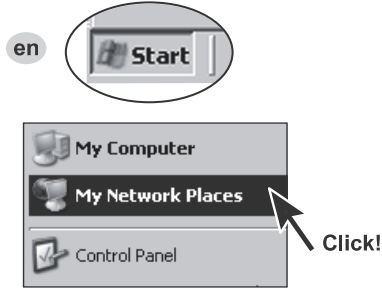 en
Start
My Computer
My Network Places
Click!
Control Panel